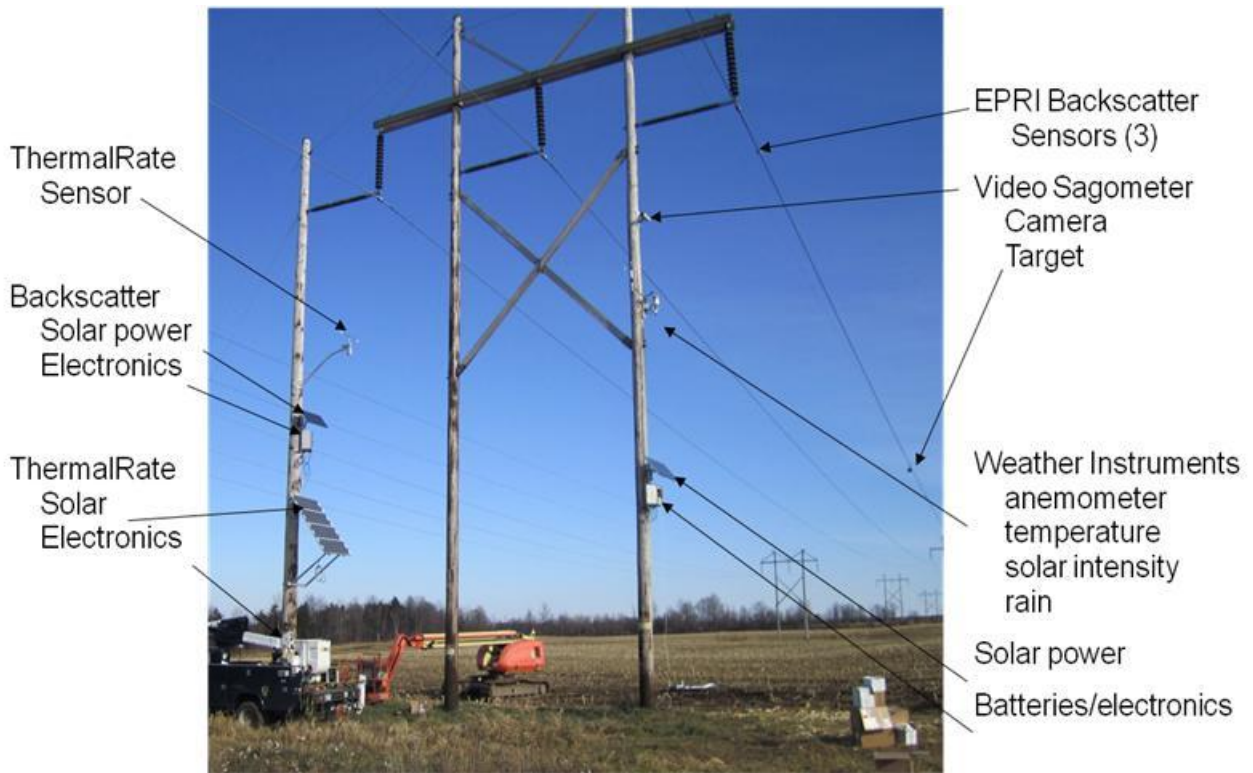 ThermalRate
Sensor
Backscatter
Solar power
Electronics
ThermalRate
Solar
Electronics
EPRI Backscatter
Sensors (3)
Video Sagometer
Camera
Target
Weather Instruments
anemometer
temperature
solar intensity
rain
Solar power
Batteries/electronics